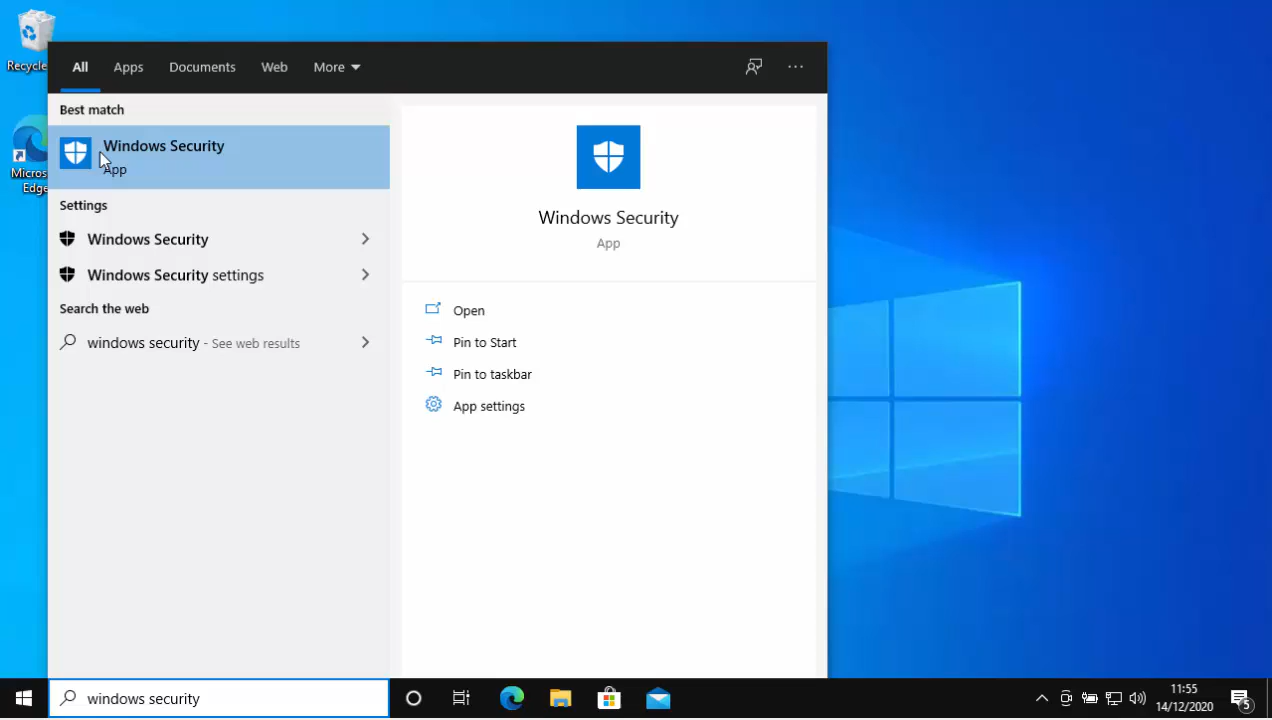 Recycle
Micros
Edge
All Apps Documents Web More
Best match
Windows Security
App
Settings
Windows Security
Windows Security settings
Search the web
windows security - See web results
Windows Security
App
Open
Pin to Start
Pin to taskbar
App settings
windows security
11:55
14/12/2020
5